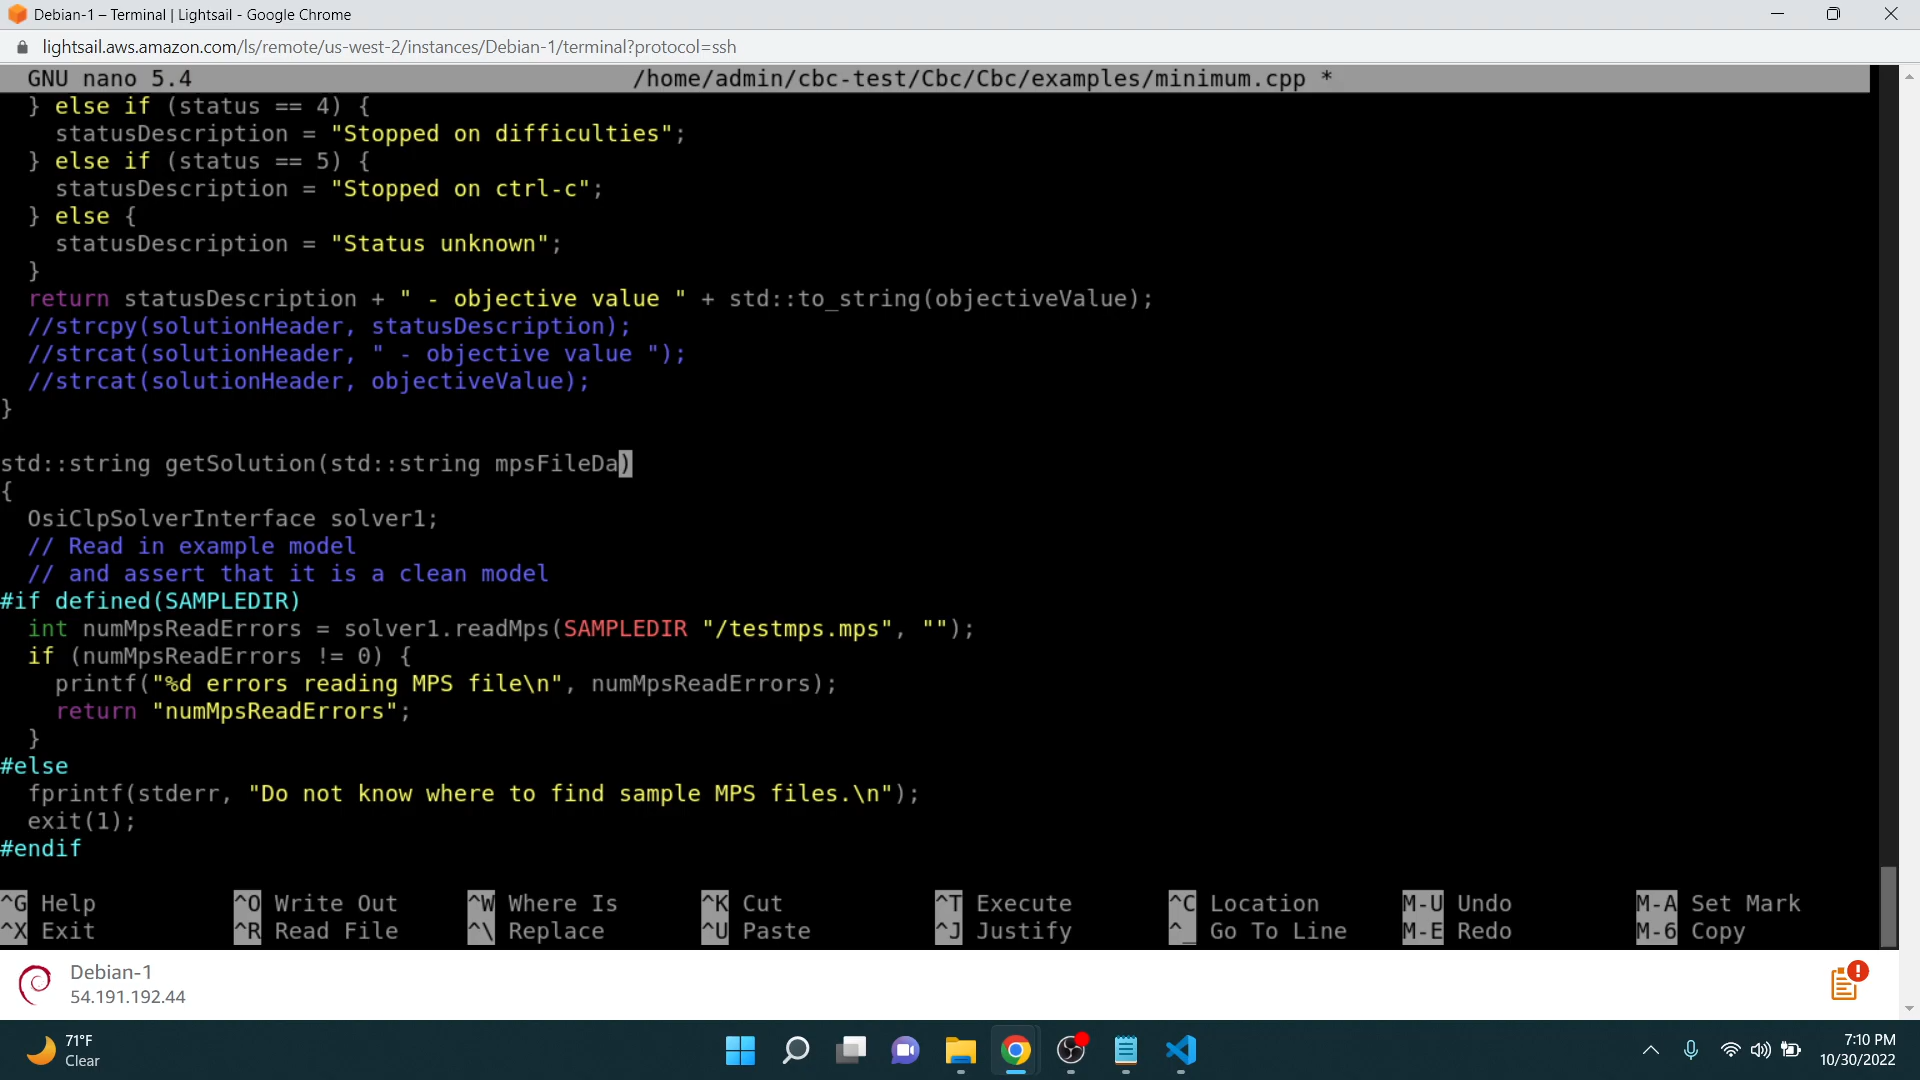 Debian-1 – Terminal | Lightsail - Google Chrome
lightsail.aws.amazon.com/ls/remote/us-west-2/instances/Debian-1/terminal?protocol=ssh
GNU nano 5.4 /home/admin/cbc-test/Cbc/Cbc/examples/minimum.cpp *
} else if (status == 4) {
statusDescription = "Stopped on difficulties";
} else if (status == 5) {
statusDescription = "Stopped on ctrl-c";
} else {
statusDescription = "Status unknown";
}
return statusDescription + " - objective value " + std::to_string(objectiveValue);
//strcpy(solutionHeader, statusDescription);
//strcat(solutionHeader, " - objective value ");
//strcat(solutionHeader, objectiveValue);
}
std::string getSolution(std::string mpsFileDa)
{
OsiClpSolverInterface solver1;
// Read in example model
// and assert that it is a clean model
#if defined(SAMPLEDIR)
int numMpsReadErrors = solver1.readMps(SAMPLEDIR "/testmps.mps", "");
if (numMpsReadErrors != 0) {
printf("%d errors reading MPS file\n", numMpsReadErrors);
return "numMpsReadErrors";
}
#else
fprintf(stderr, "Do not know where to find sample MPS files.\n");
exit(1);
#endif
^G Help ^O Write Out ^W Where Is ^K Cut ^T Execute ^C Location M-U Undo M-A Set Mark
^X Exit ^R Read File ^\ Replace ^U Paste ^J Justify ^_ Go To Line M-E Redo M-6 Copy
Debian-1
54.191.192.44
71°F
Clear
7:10 PM
10/30/2022